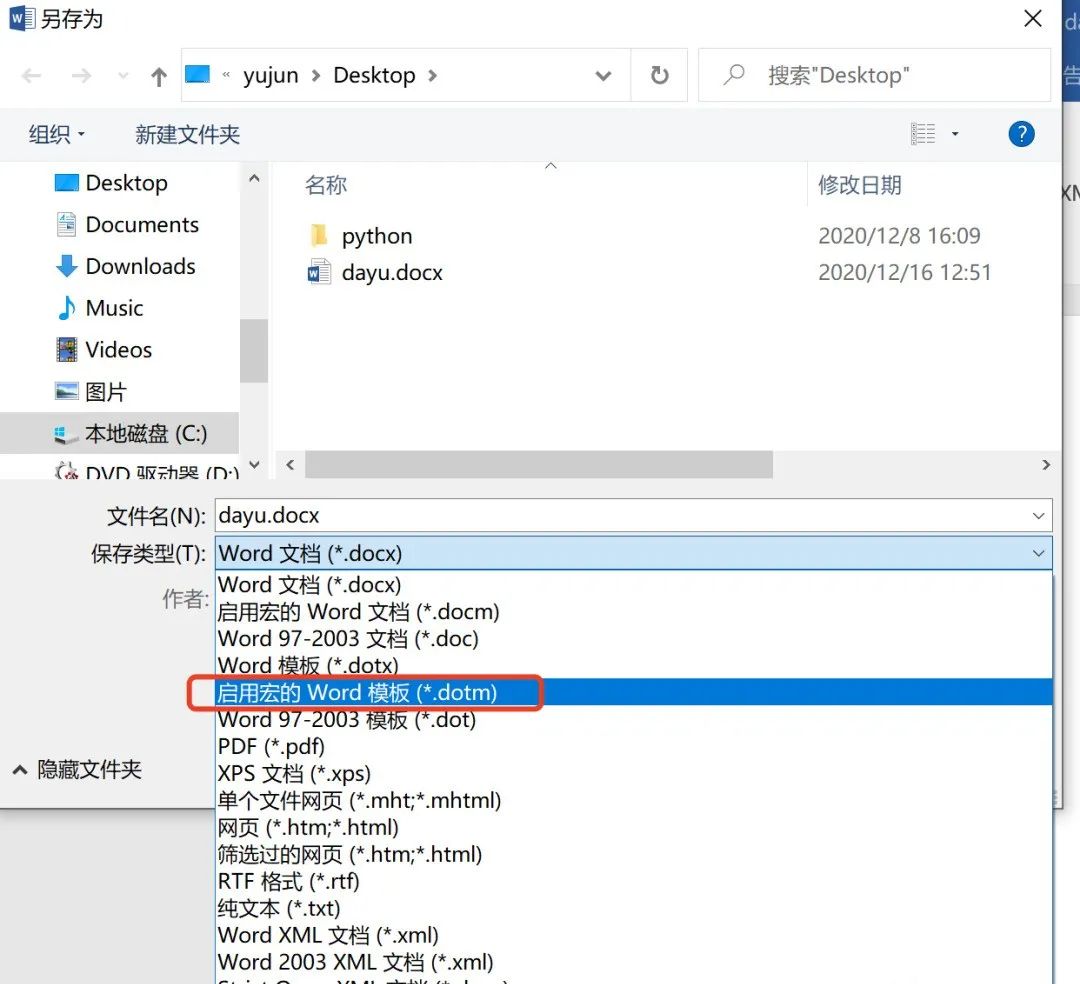 另存为
« yujun › Desktop ›
搜索"Desktop"
组织
新建文件夹
Desktop
Documents
Downloads
Music
Videos
图片
本地磁盘 (C:)
DVD 驱动器 (D:)
名称 修改日期
python 2020/12/8 16:09
dayu.docx 2020/12/16 12:51
文件名(N): dayu.docx
保存类型(T): Word 文档 (*.docx)
作者:
Word 文档 (*.docx)
启用宏的 Word 文档 (*.docm)
Word 97-2003 文档 (*.doc)
Word 模板 (*.dotx)
启用宏的 Word 模板 (*.dotm)
Word 97-2003 模板 (*.dot)
PDF (*.pdf)
XPS 文档 (*.xps)
单个文件网页 (*.mht;*.mhtml)
网页 (*.htm;*.html)
筛选过的网页 (*.htm;*.html)
RTF 格式 (*.rtf)
纯文本 (*.txt)
Word XML 文档 (*.xml)
Word 2003 XML 文档 (*.xml)
隐藏文件夹